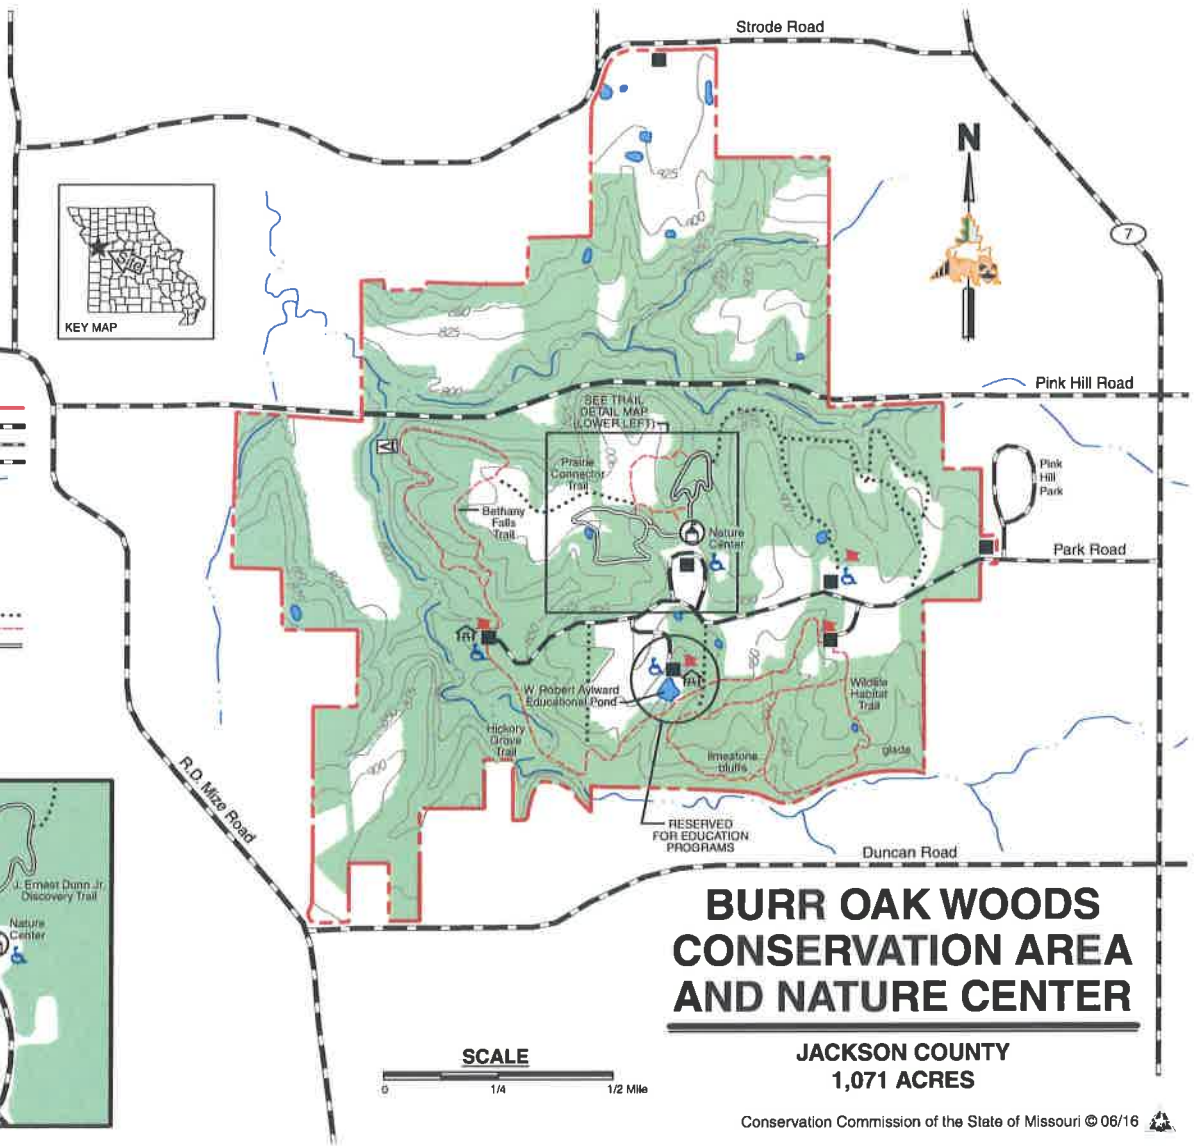 Strode Road
N
7
KEY MAP
925
900
825
900
Pink Hill Road
SEE TRAIL
DETAIL MAP
(LOWER LEFT)
Prairie
Connector
Trail
Pink
Hill
Park
Bethany
Falls
Trail
Nature
Center
Park Road
W. Robert Aylward
Educational Pond
Wildlife
Habitat
Trail
Hickory
Grove
Trail
limestone
bluffs
glade
900
R.D. Mize Road
RESERVED
FOR EDUCATION
PROGRAMS
Duncan Road
J. Ernest Dunn Jr.
Discovery Trail
Nature
Center
BURR OAK WOODS
CONSERVATION AREA
AND NATURE CENTER
JACKSON COUNTY
1,071 ACRES
SCALE
0 1/4 1/2 Mile
Conservation Commission of the State of Missouri © 06/16